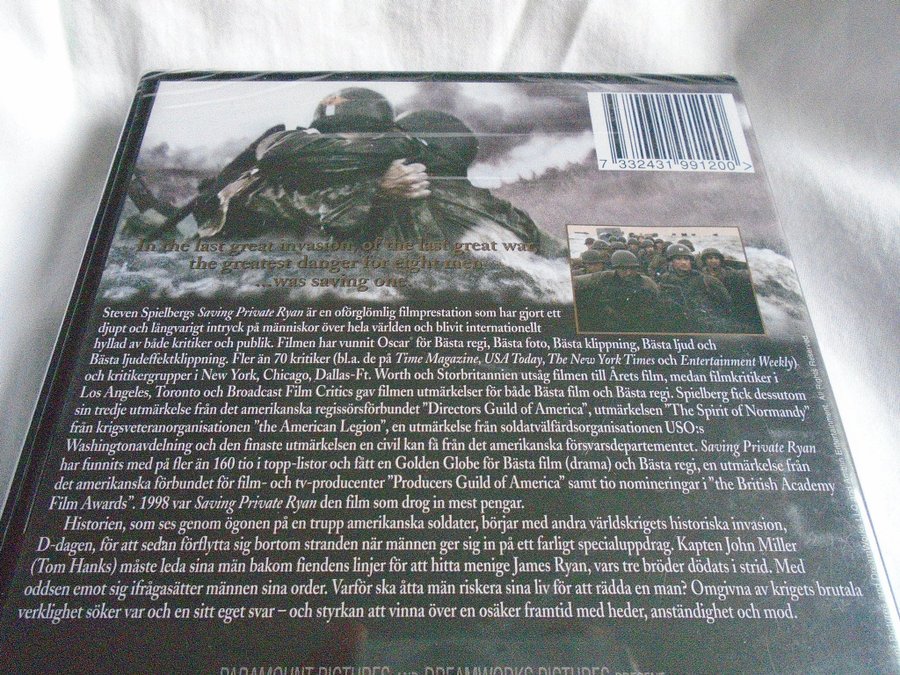 7 332431 991200 >
In the last great invasion, of the last great war,
the greatest danger for eight men
...was saving one
Steven Spielbergs Saving Private Ryan är en oförglömlig filmprestation som har gjort ett
djupt och långvarigt intryck på människor över hela världen och blivit internationellt
hyllad av både kritiker och publik. Filmen har vunnit Oscar® för Bästa regi, Bästa foto, Bästa klippning, Bästa ljud och
Bästa ljudeffektklippning. Fler än 70 kritiker (bl.a. de på Time Magazine, USA Today, The New York Times och Entertainment Weekly)
och kritikergrupper i New York, Chicago, Dallas-Ft. Worth och Storbritannien utsåg filmen till Årets film, medan filmkritiker i
Los Angeles, Toronto och Broadcast Film Critics gav filmen utmärkelser för både Bästa film och Bästa regi. Spielberg fick dessutom
sin tredje utmärkelse från det amerikanska regissörsförbundet "Directors Guild of America", utmärkelsen "The Spirit of Normandy"
från krigsveteranorganisationen "the American Legion", en utmärkelse från soldatvälfärdsorganisationen USO:s
Washingtonavdelning och den finaste utmärkelsen en civil kan få från det amerikanska försvarsdepartementet. Saving Private Ryan
har funnits med på fler än 160 tio i topp-listor och fått en Golden Globe för Bästa film (drama) och Bästa regi, en utmärkelse från
det amerikanska förbundet för film- och tv-producenter "Producers Guild of America" samt tio nomineringar i "the British Academy
Film Awards". 1998 var Saving Private Ryan den film som drog in mest pengar.
Historien, som ses genom ögonen på en trupp amerikanska soldater, börjar med andra världskrigets historiska invasion,
D-dagen, för att sedan förflytta sig bortom stranden när männen ger sig in på ett farligt specialuppdrag. Kapten John Miller
(Tom Hanks) måste leda sina män bakom fiendens linjer för att hitta menige James Ryan, vars tre bröder dödats i strid. Med
oddsen emot sig ifrågasätter männen sina order. Varför ska åtta män riskera sina liv för att rädda en man? Omgivna av krigets brutala
verklighet söker var och en sitt eget svar – och styrkan att vinna över en osäker framtid med heder, anständighet och mod.
PARAMOUNT PICTURES AND DREAMWORKS PICTURES PRESENT